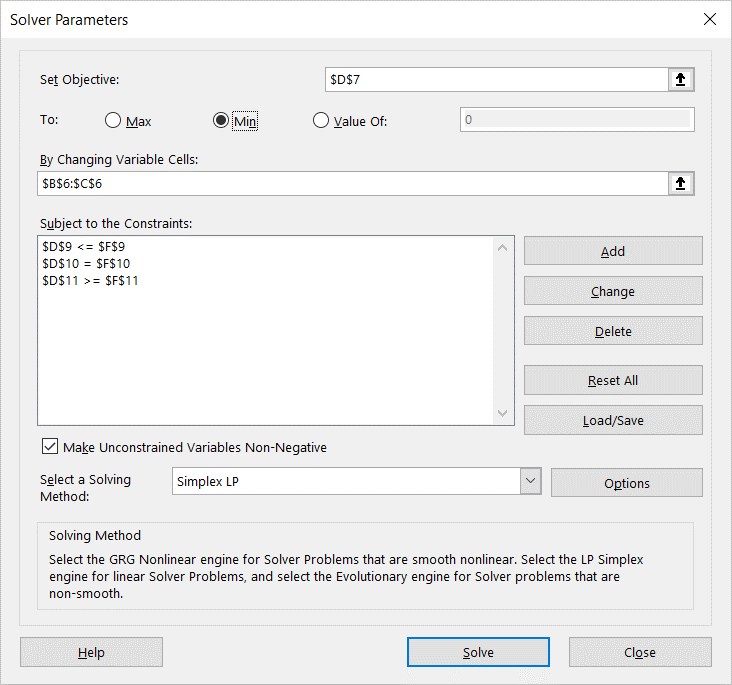 Solver Parameters
Set Objective:
$D$7
To:
Max
Min
Value Of:
0
By Changing Variable Cells:
$B$6:$C$6
Subject to the Constraints:
$D$9 <= $F$9
$D$10 = $F$10
$D$11 >= $F$11
Add
Change
Delete
Reset All
Load/Save
Make Unconstrained Variables Non-Negative
Select a Solving
Method:
Simplex LP
Options
Solving Method
Select the GRG Nonlinear engine for Solver Problems that are smooth nonlinear. Select the LP Simplex
engine for linear Solver Problems, and select the Evolutionary engine for Solver problems that are
non-smooth.
Help
Solve
Close